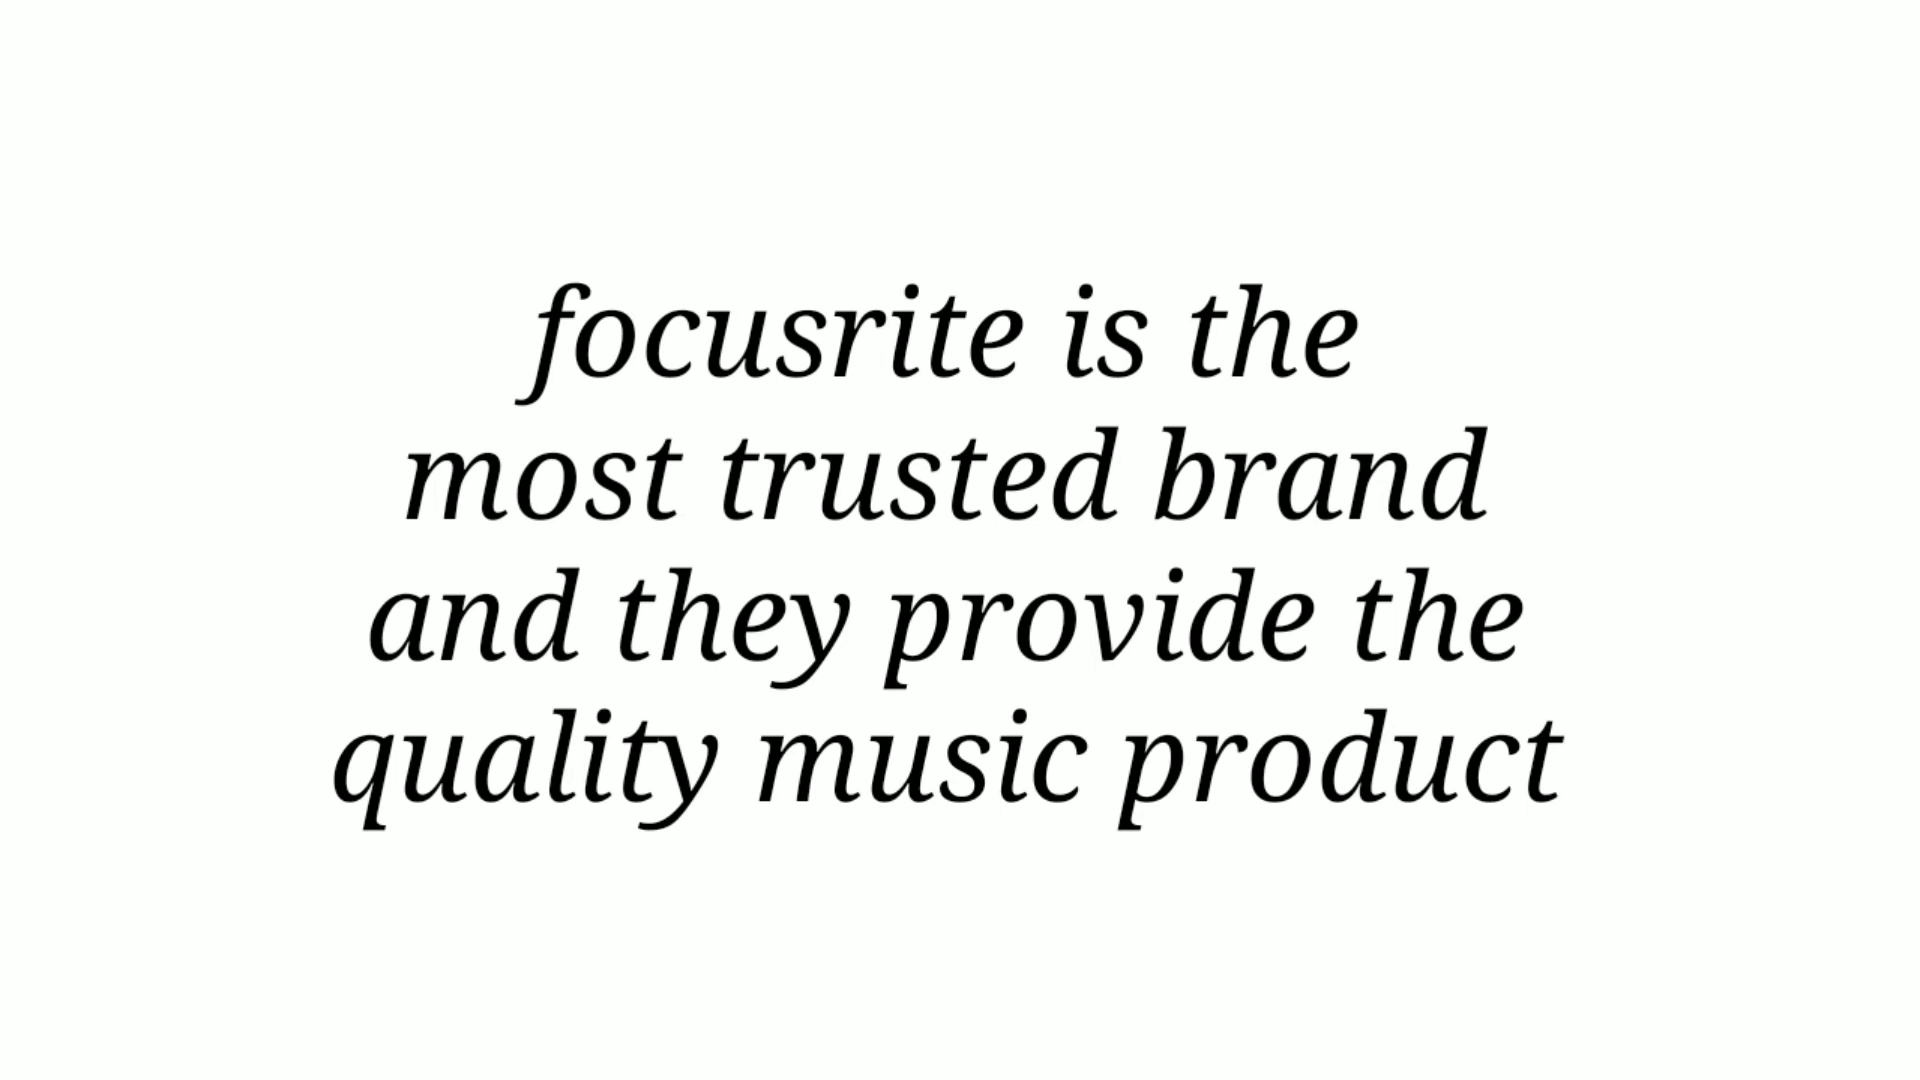 focusrite is the
most trusted brand
and they provide the
quality music product